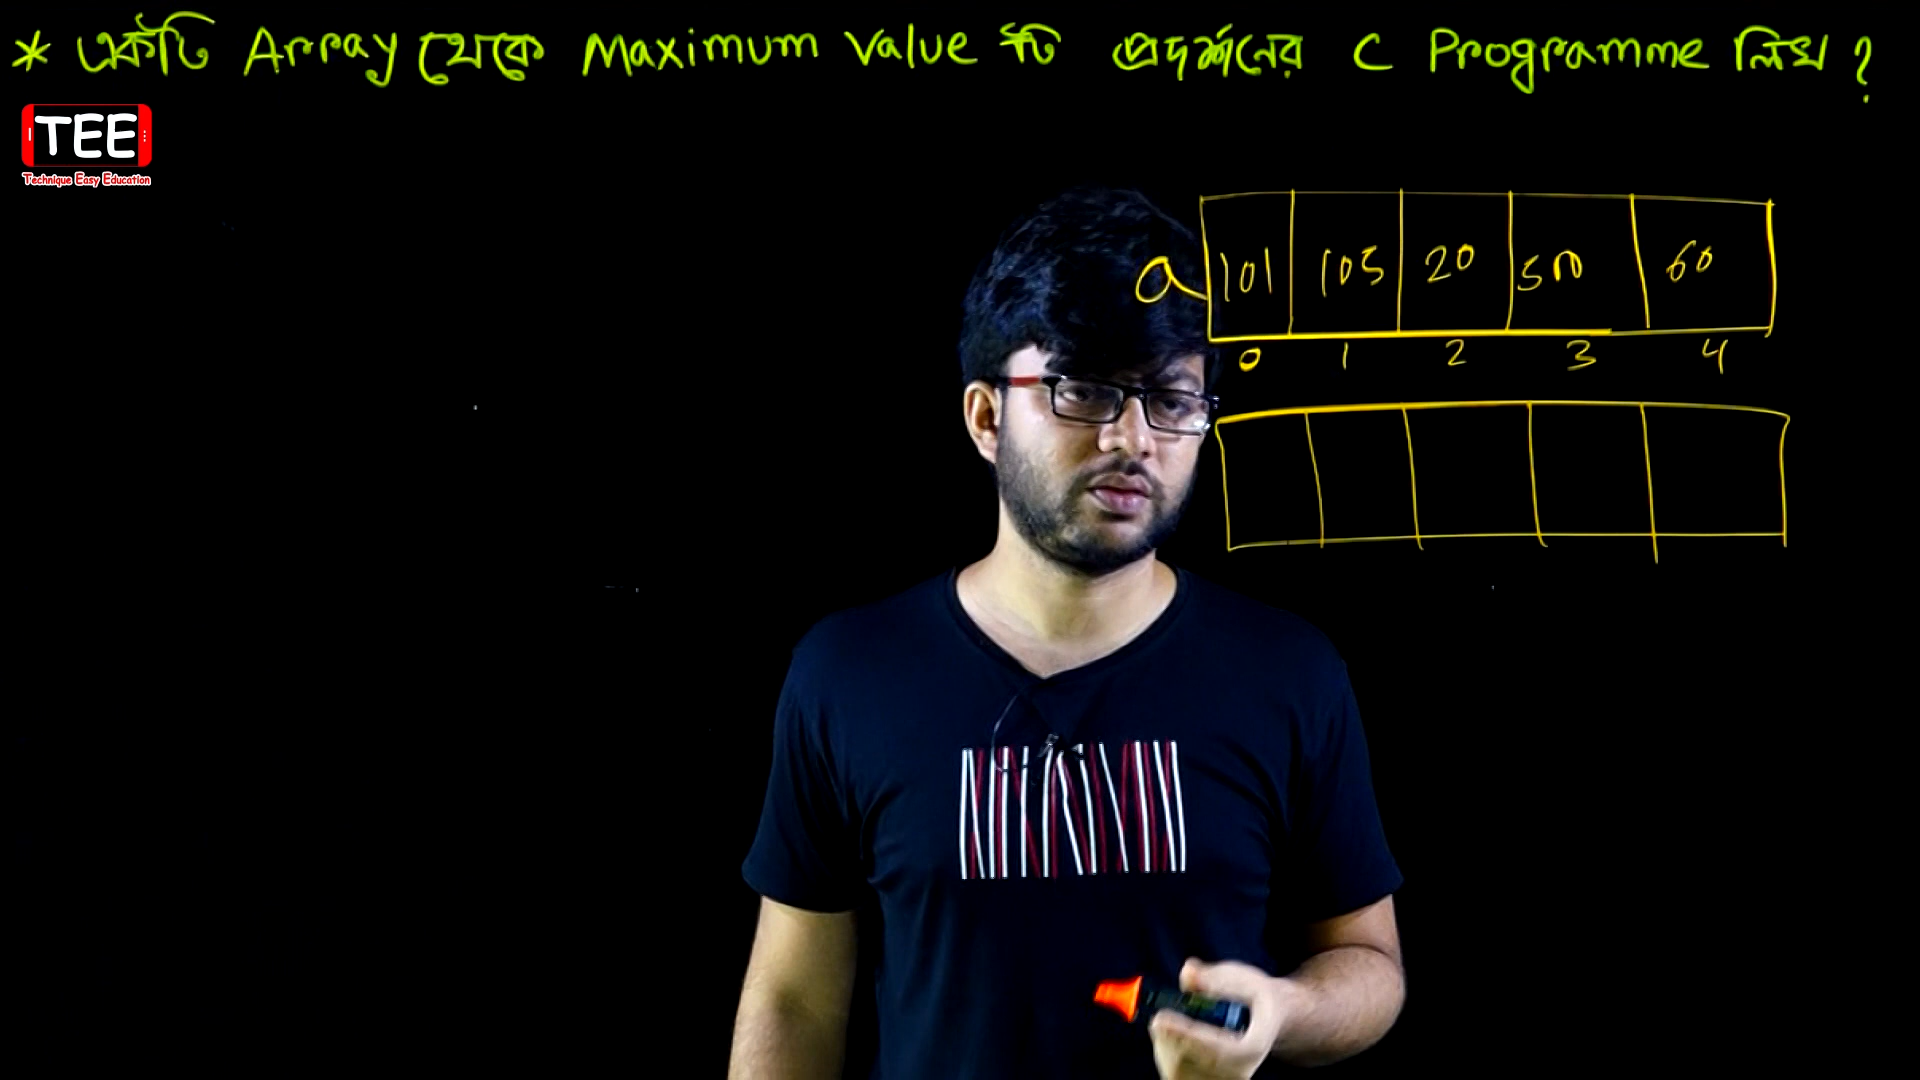 * একটি Array থেকে Maximum Value টি প্রদর্শনের C Programme লিখ ?
TEE
Technique Easy Education
a 101 105 20 50 60
0 1 2 3 4